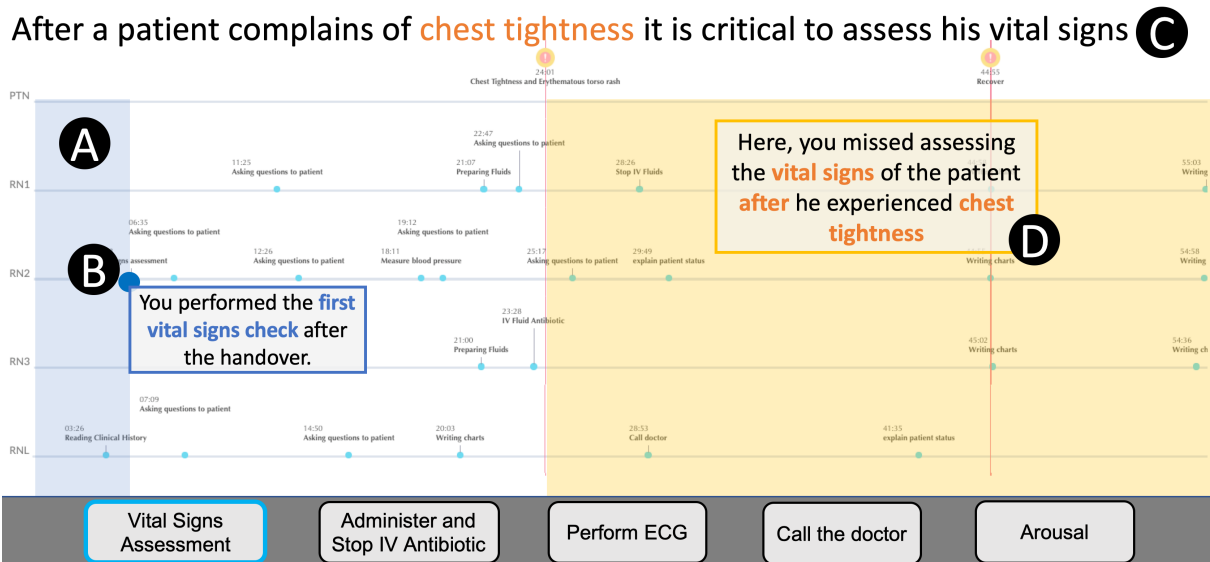 After a patient complains of chest tightness it is critical to assess his vital signs C
24:01
Chest Tightness and Erythematous torso rash
44:55
Recover
PTN
A
22:47
Asking questions to patient
11:25
Asking questions to patient
21:07
Preparing Fluids
28:26
Stop IV Fluids
55:03
Writing
RN1
Here, you missed assessing
the vital signs of the patient
after he experienced chest
tightness
D
06:35
Asking questions to patient
19:12
Asking questions to patient
B
assessment
12:26
Asking questions to patient
18:11
Measure blood pressure
25:17
Asking questions to patient
29:49
explain patient status
Writing charts
54:58
Writing
RN2
You performed the first
vital signs check after
the handover.
23:28
IV Fluid Antibiotic
21:00
Preparing Fluids
45:02
Writing charts
54:36
Writing ch
RN3
07:09
Asking questions to patient
03:26
Reading Clinical History
14:50
Asking questions to patient
20:03
Writing charts
28:53
Call doctor
41:35
explain patient status
RNL
Vital Signs
Assessment
Administer and
Stop IV Antibiotic
Perform ECG
Call the doctor
Arousal